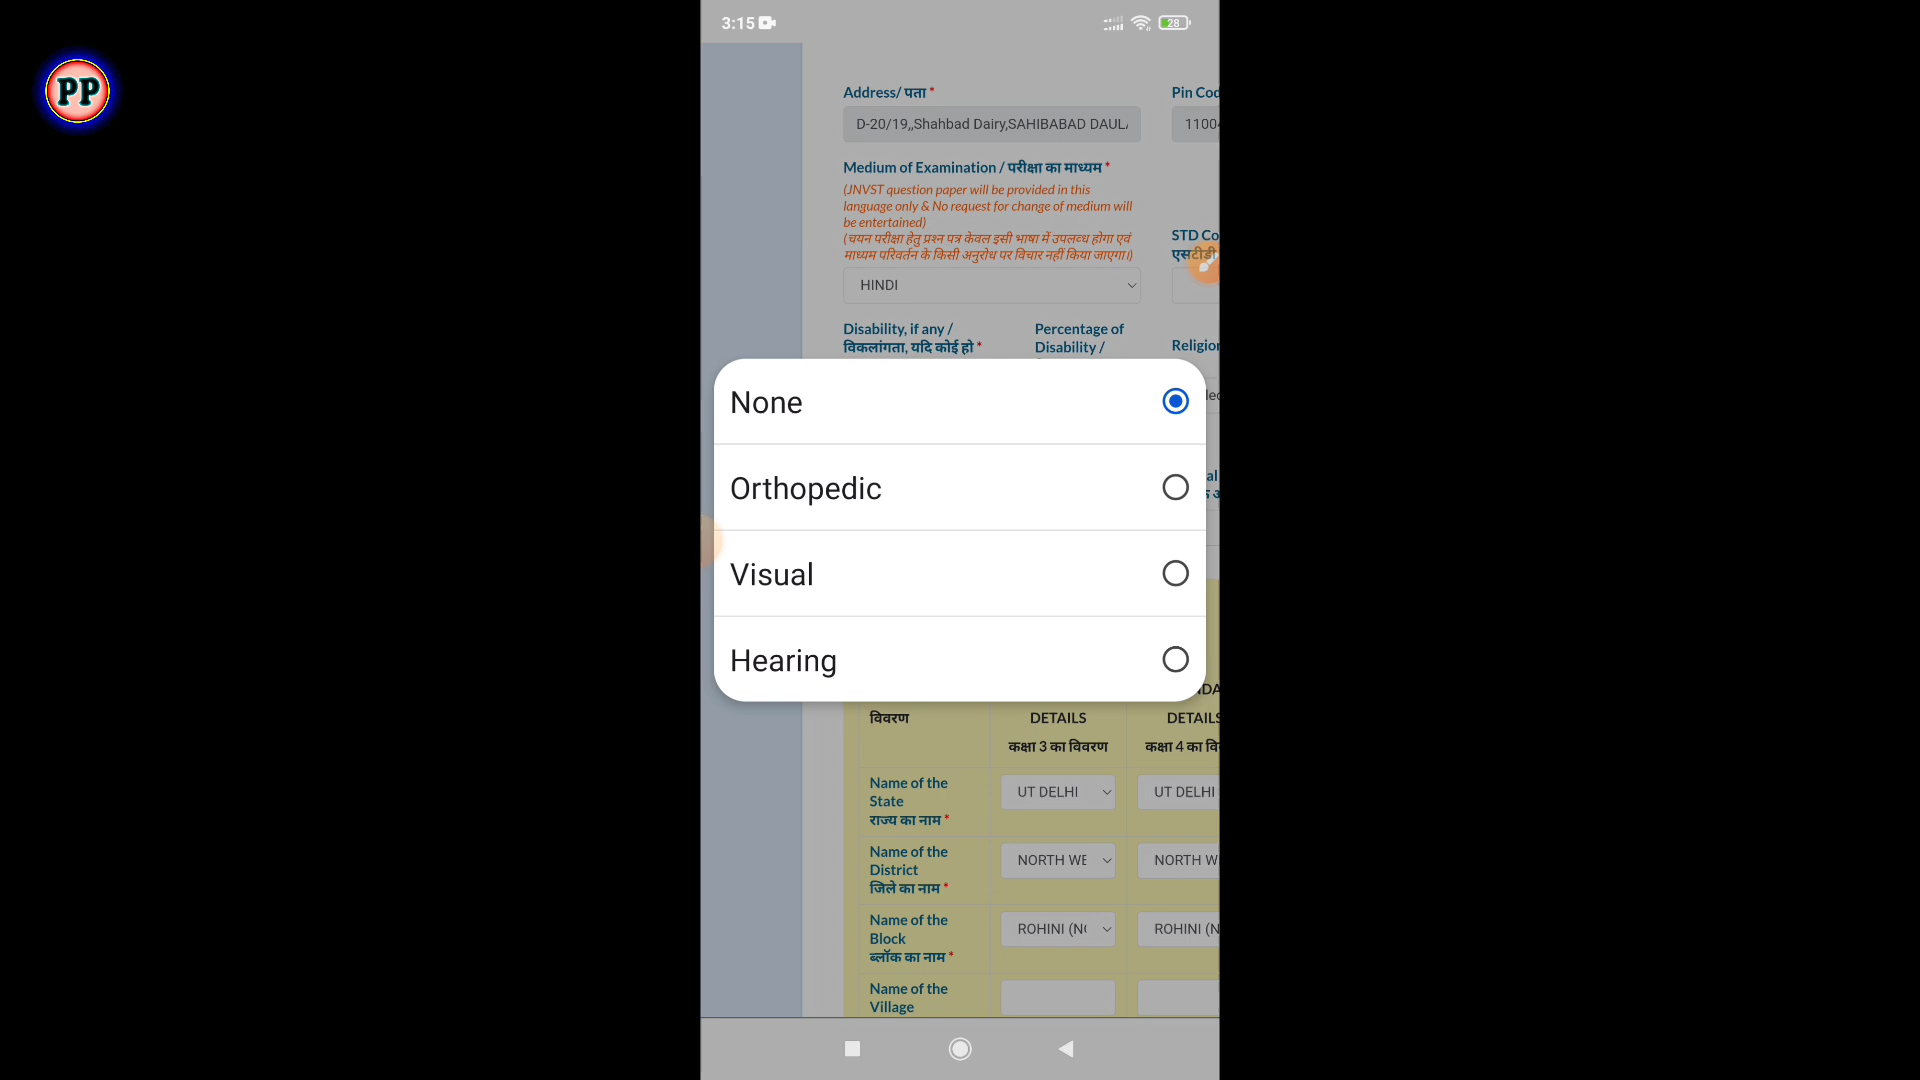 3:15
28
PP
Address/ पता *
Pin Cod
D-20/19,,Shahbad Dairy,SAHIBABAD DAUL
1100
Medium of Examination / परीक्षा का माध्यम *
(JNVST question paper will be provided in this
language only & No request for change of medium will
be entertained)
(चयन परीक्षा हेतु प्रश्न पत्र केवल इसी भाषा में उपलब्ध होगा एवं
माध्यम परिवर्तन के किसी अनुरोध पर विचार नहीं किया जाएगा।)
STD Co
एसटीडी
HINDI
Disability, if any /
विकलांगता, यदि कोई हो *
Percentage of
Disability /
Religion
None
Orthopedic
Visual
Hearing
विवरण
DETAILS
कक्षा 3 का विवरण
DETAILS
कक्षा 4 का वि
Name of the
State
राज्य का नाम *
UT DELHI
UT DELHI
Name of the
District
जिले का नाम *
NORTH WE
NORTH W
Name of the
Block
ब्लॉक का नाम *
ROHINI (NO
ROHINI (N
Name of the
Village